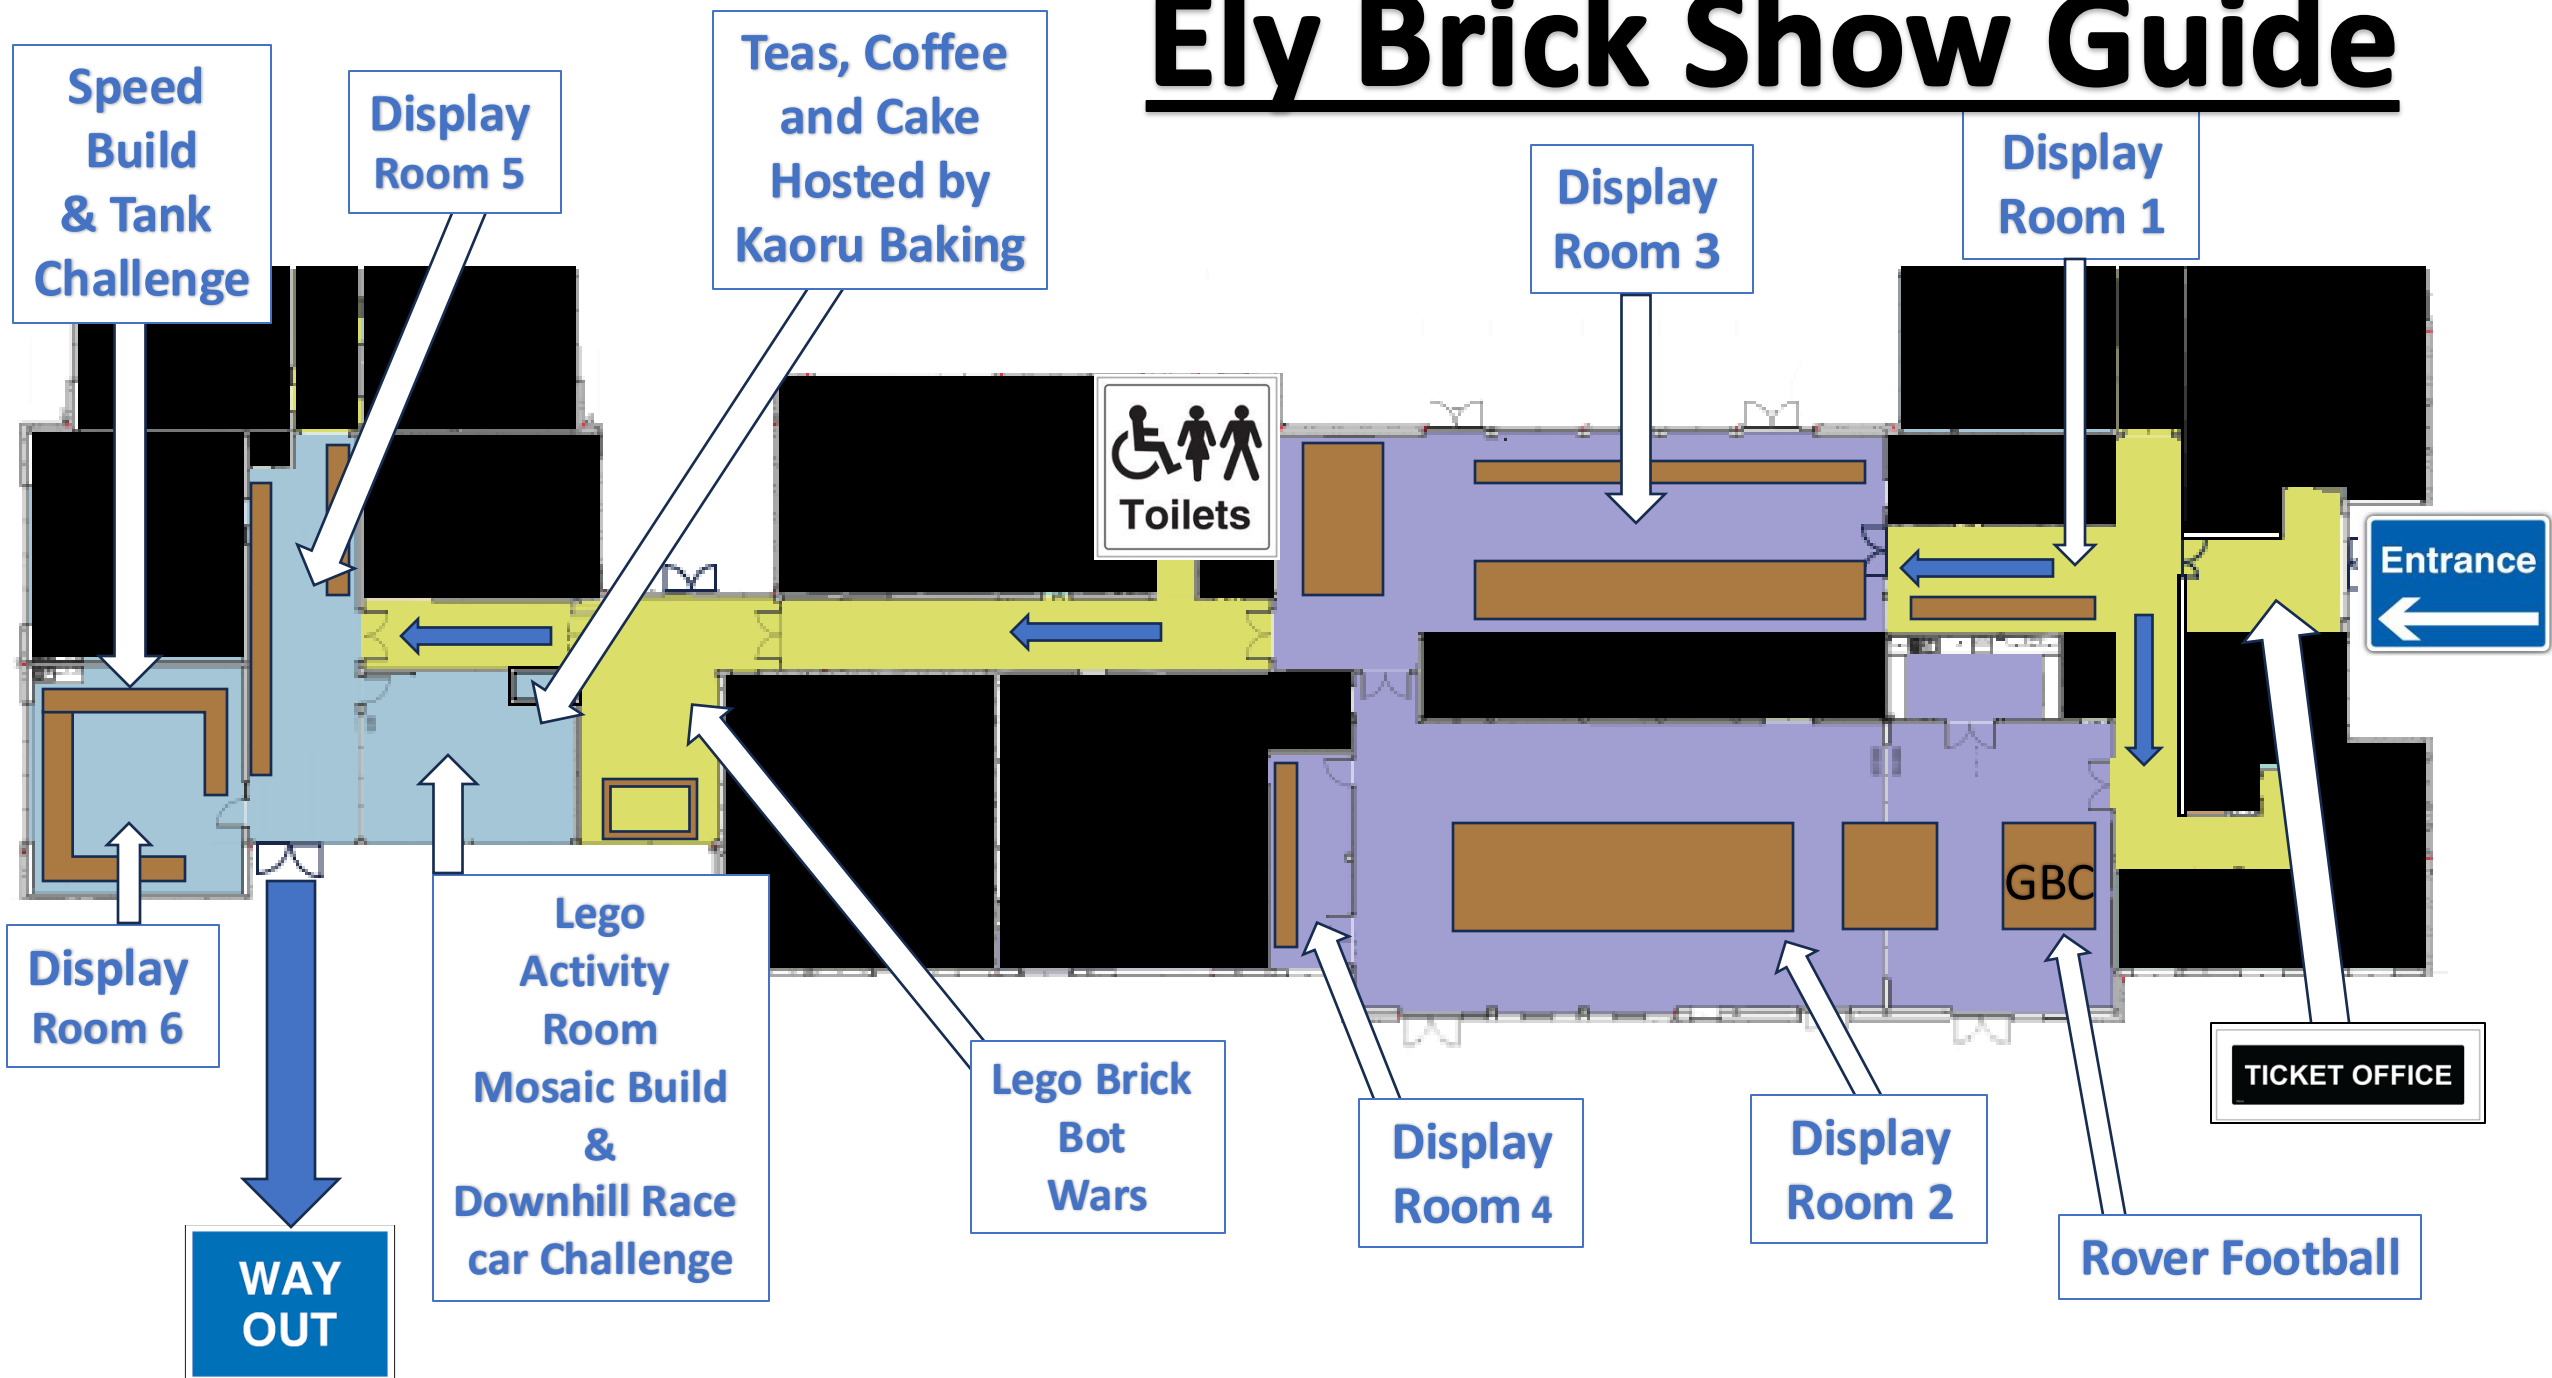 Ely Brick Show Guide
Speed
Build
& Tank
Challenge
Display
Room 5
Teas, Coffee
and Cake
Hosted by
Kaoru Baking
Display
Room 3
Display
Room 1
Toilets
Entrance
GBC
Display
Room 6
Lego
Activity
Room
Mosaic Build
&
Downhill Race
car Challenge
Lego Brick
Bot
Wars
Display
Room 4
Display
Room 2
Rover Football
TICKET OFFICE
WAY
OUT